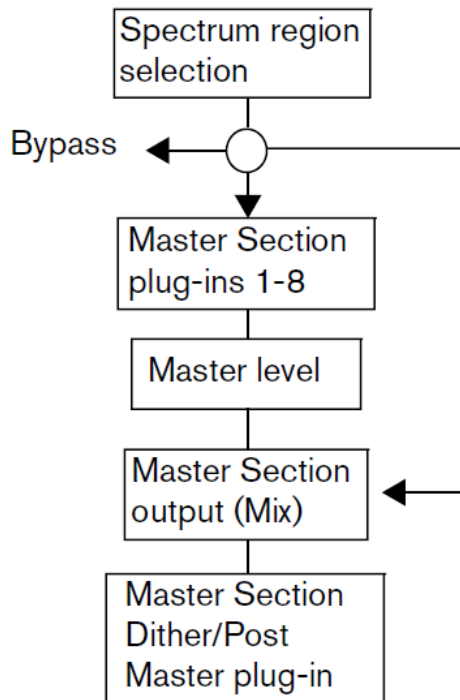 Spectrum region
selection
Bypass
Master Section
plug-ins 1-8
Master level
Master Section
output (Mix)
Master Section
Dither/Post
Master plug-in